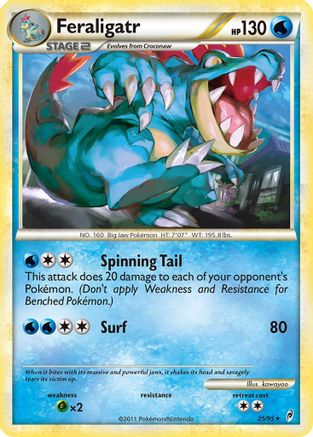 Feraligatr
HP 130
STAGE 2
Evolves from Croconaw
NO. 160 Big Jaw Pokémon HT: 7'07" WT: 195.8 lbs.
Spinning Tail
This attack does 20 damage to each of your opponent's
Pokémon. (Don't apply Weakness and Resistance for
Benched Pokémon.)
Surf 80
When it bites with its massive and powerful jaws, it shakes its head and savagely
tears its victim up.
Illus. kawayoo
weakness resistance retreat cost
×2
©2011 Pokémon/Nintendo 25/95 ★